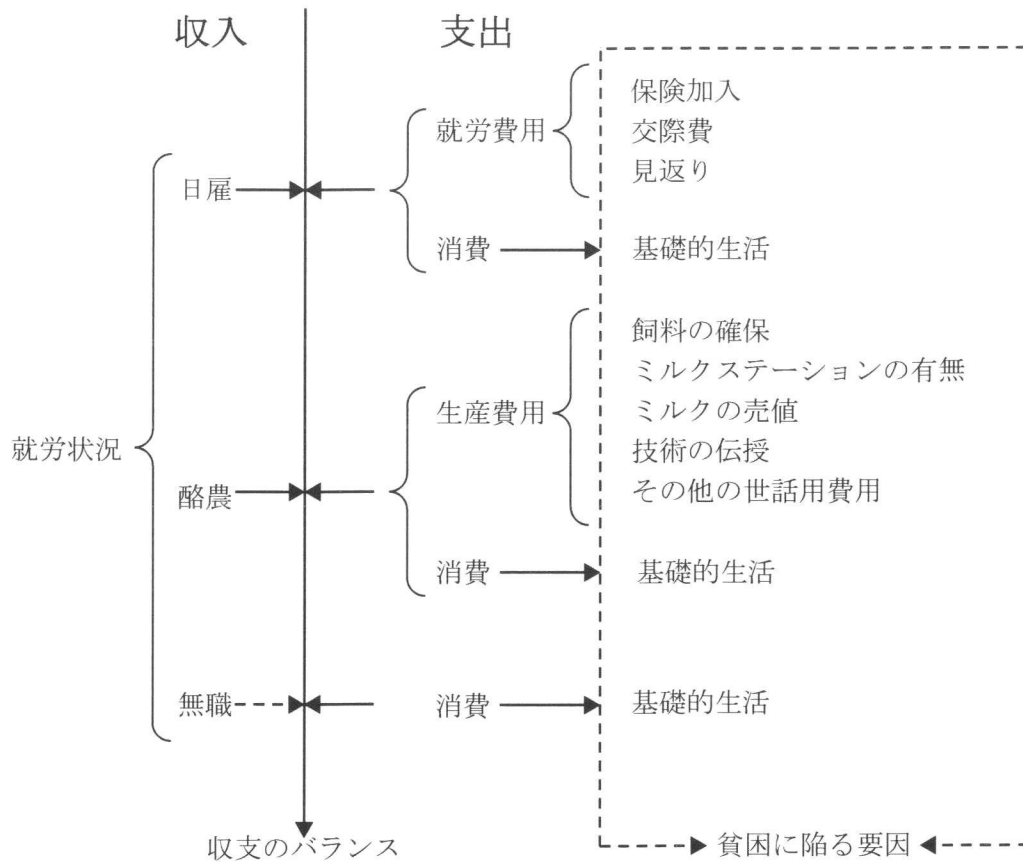 収入
支出
就労費用
保険加入
交際費
見返り
日雇
消費
基礎的生活
飼料の確保
ミルクステーションの有無
生産費用
ミルクの売値
就労状況
技術の伝授
酪農
その他の世話用費用
消費
基礎的生活
無職
消費
基礎的生活
収支のバランス
貧困に陥る要因